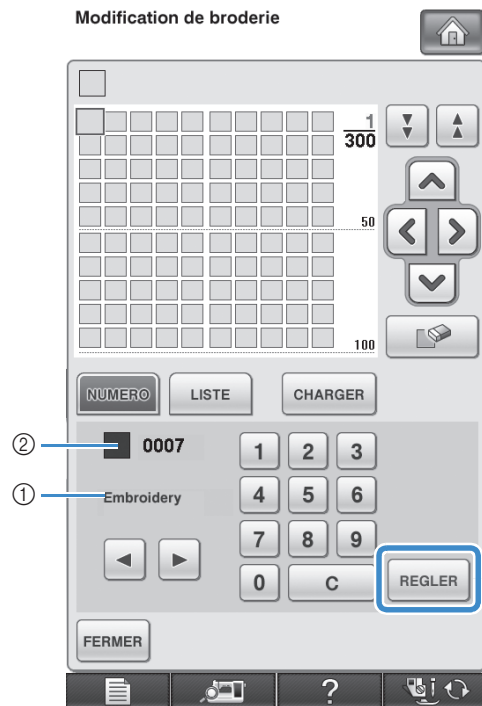 Modification de broderie
1
300
50
100
NUMERO LISTE CHARGER
② 0007
1 2 3
① Embroidery
4 5 6
7 8 9
0 C
REGLER
FERMER
?